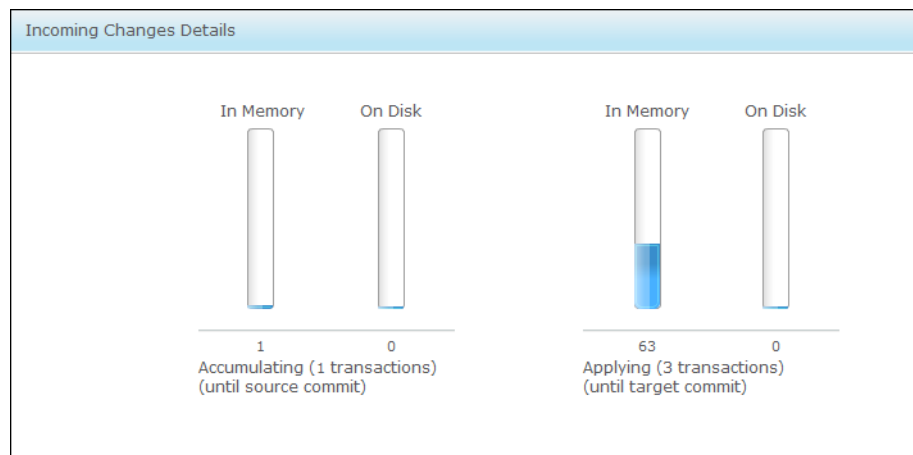 Incoming Changes Details
In Memory On Disk In Memory On Disk
1 0 63 0
Accumulating (1 transactions) Applying (3 transactions)
(until source commit) (until target commit)